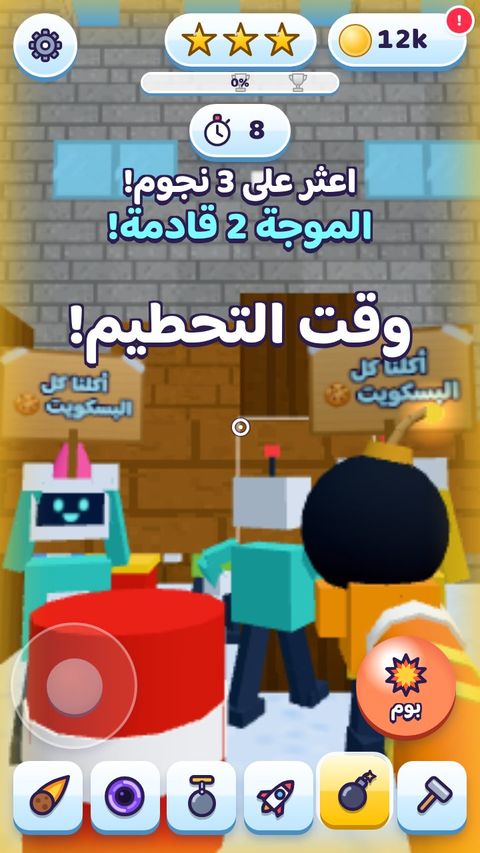 12k
!
0%
8
اعثر على 3 نجوم!
الموجة 2 قادمة!
وقت التحطيم!
أكلنا كل
البسكويت
أكلنا كل
البسكويت
بوم